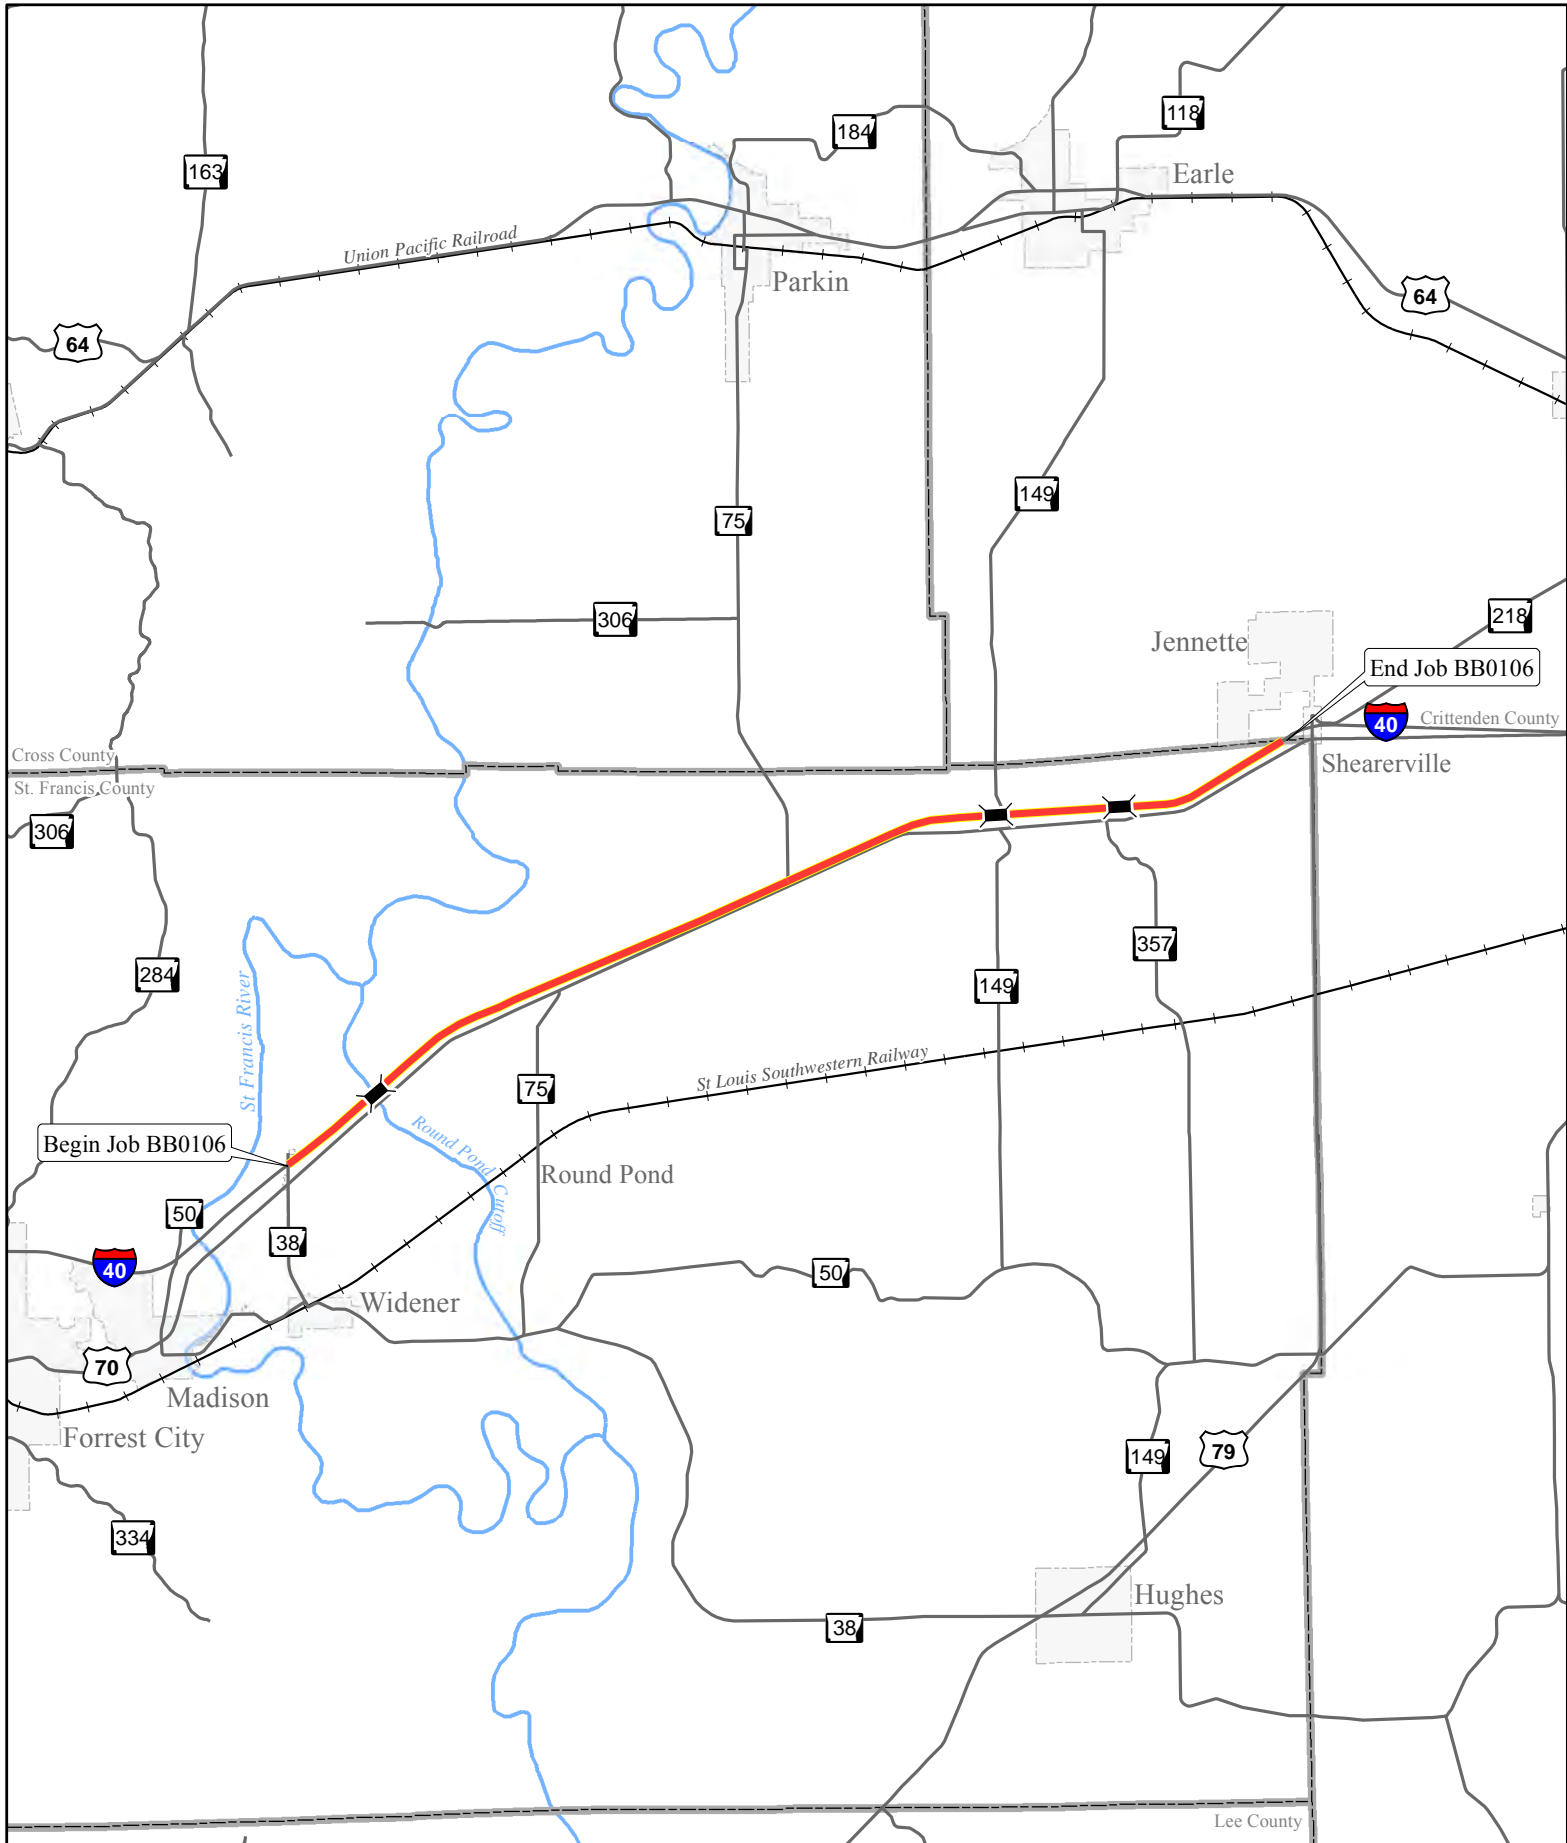 184
118
163
Earle
Union Pacific Railroad
Parkin
64
64
149
75
306
218
Jennette
End Job BB0106
40
Crittenden County
Cross County
Shearerville
St. Francis County
306
357
284
149
St Francis River
St Louis Southwestern Railway
75
Begin Job BB0106
Round Pond Cutoff
Round Pond
50
38
40
50
Widener
70
Madison
Forrest City
79
149
334
Hughes
38
Lee County